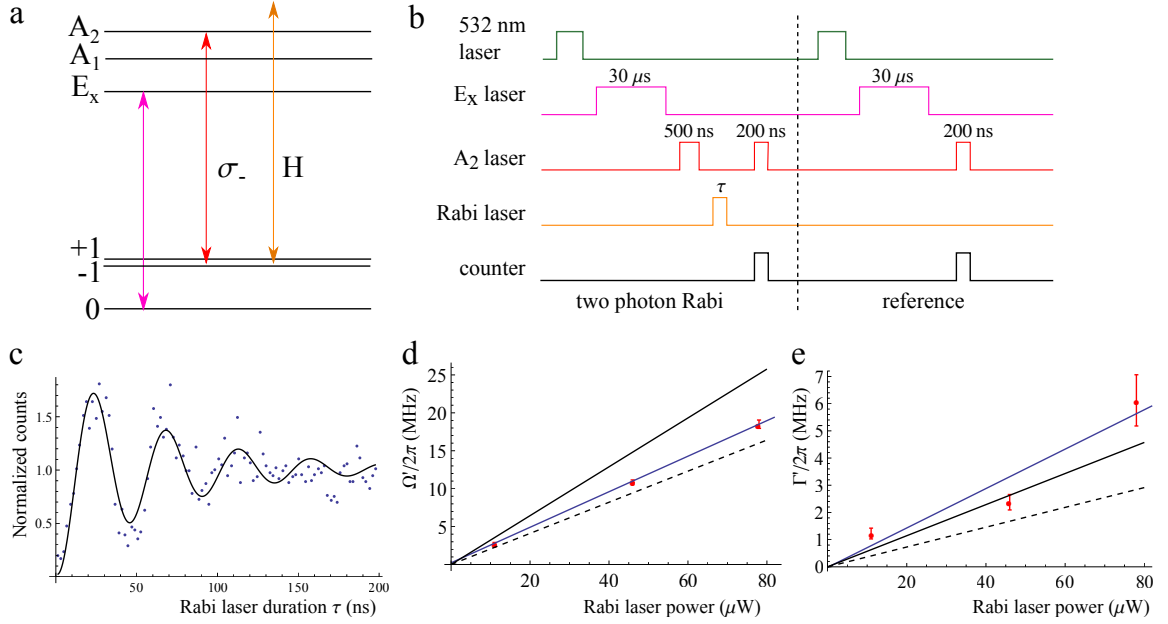 a
A2
A1
Ex
σ-
H
+1
-1
0
b
532 nm
laser
30 μs
30 μs
Ex laser
500 ns
200 ns
200 ns
A2 laser
τ
Rabi laser
counter
two photon Rabi
reference
c
Normalized counts
1.5
1.0
0.5
0
50
100
150
200
Rabi laser duration τ (ns)
d
Ω'/2π (MHz)
25
20
15
10
5
20
40
60
80
Rabi laser power (μW)
e
Γ'/2π (MHz)
7
6
5
4
3
2
1
0
0
20
40
60
80
Rabi laser power (μW)